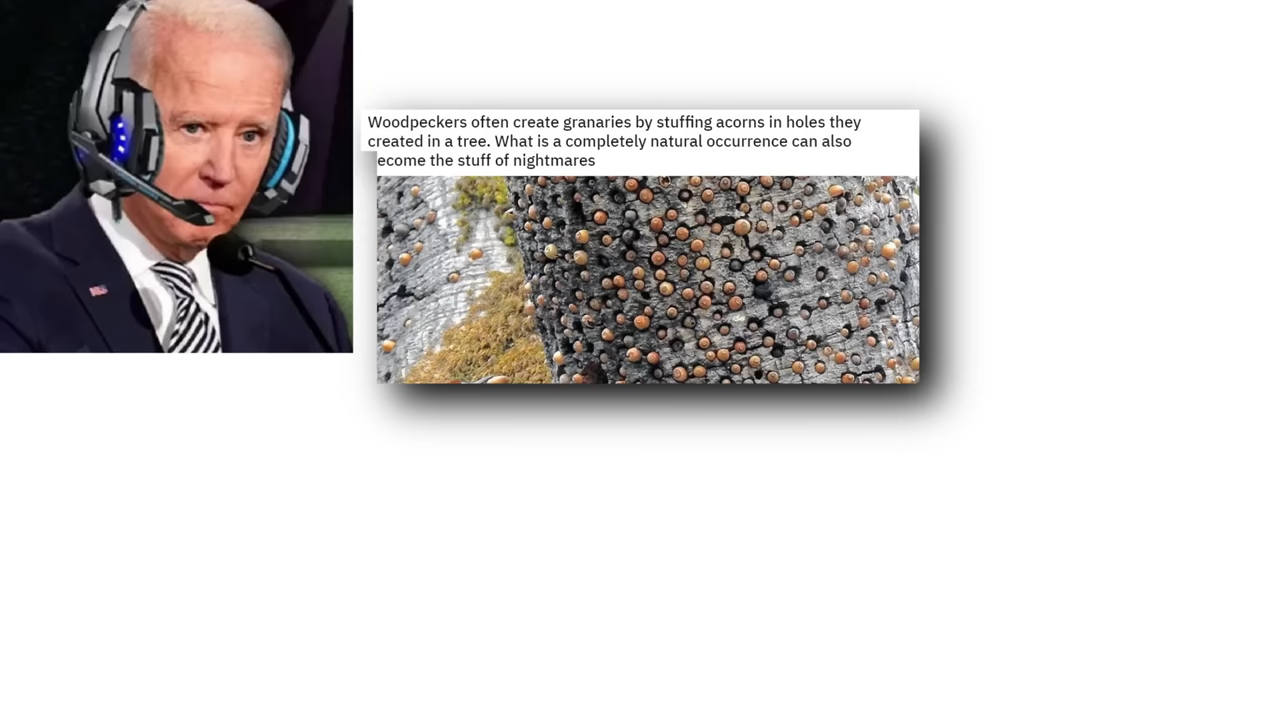 Woodpeckers often create granaries by stuffing acorns in holes they
created in a tree. What is a completely natural occurrence can also
ecome the stuff of nightmares